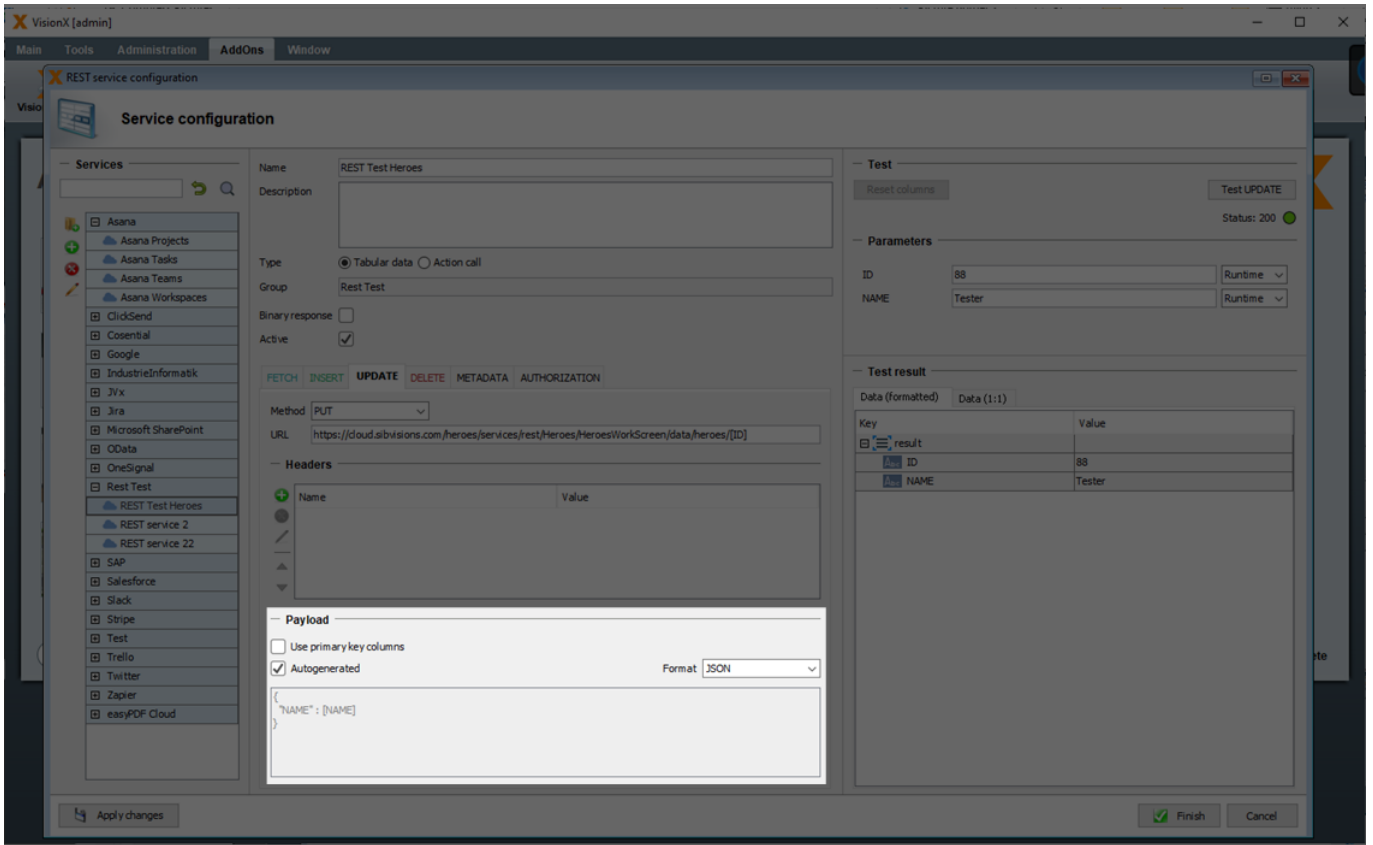 VisionX [admin]
Main Tools Administration AddOns Window
REST service configuration
Visio
Service configuration
Services
Asana
Asana Projects
Asana Tasks
Asana Teams
Asana Workspaces
ClickSend
Cosential
Google
IndustrieInformatik
JVx
Jira
Microsoft SharePoint
OData
OneSignal
Rest Test
REST Test Heroes
REST service 2
REST service 22
SAP
Salesforce
Slack
Stripe
Test
Trello
Twitter
Zapier
easyPDF Cloud
Name REST Test Heroes
Description
Type Tabular data Action call
Group Rest Test
Binary response
Active
FETCH INSERT UPDATE DELETE METADATA AUTHORIZATION
Method PUT
URL https://cloud.sibvisions.com/heroes/services/rest/Heroes/HeroesWorkScreen/data/heroes/[ID]
Headers
Name Value
Payload
Use primary key columns
Autogenerated Format JSON
{
"NAME" : [NAME]
}
Test
Reset columns Test UPDATE
Status: 200
Parameters
ID 88 Runtime
NAME Tester Runtime
Test result
Data (formatted) Data (1:1)
Key Value
result
Abc ID 88
Abc NAME Tester
Apply changes Finish Cancel